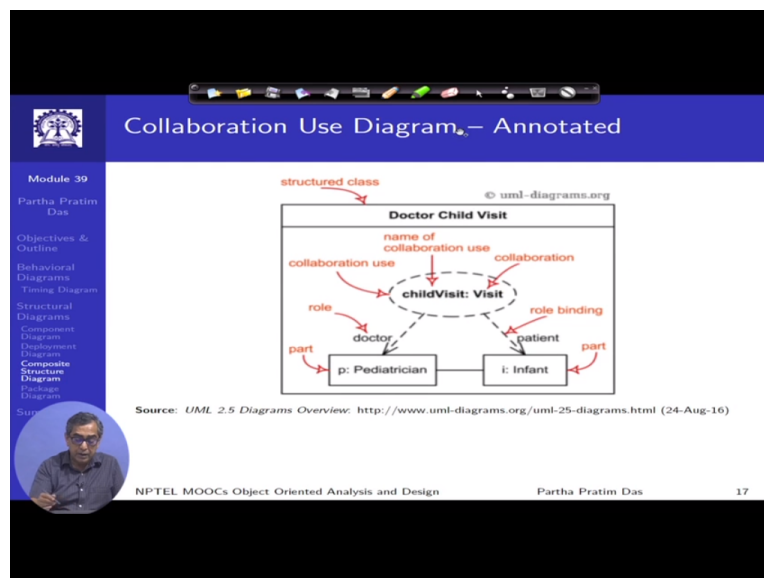 Collaboration Use Diagram – Annotated
Module 39
Partha Pratim
Das
Objectives &
Outline
Behavioral
Diagrams
Timing Diagram
Structural
Diagrams
Component
Diagram
Deployment
Diagram
Composite
Structure
Diagram
Package
Diagram
structured class
© uml-diagrams.org
Doctor Child Visit
name of
collaboration use
collaboration use
collaboration
childVisit: Visit
role
role binding
doctor
patient
part
part
p: Pediatrician
i: Infant
Source: UML 2.5 Diagrams Overview: http://www.uml-diagrams.org/uml-25-diagrams.html (24-Aug-16)
NPTEL MOOCs Object Oriented Analysis and Design
Partha Pratim Das
17